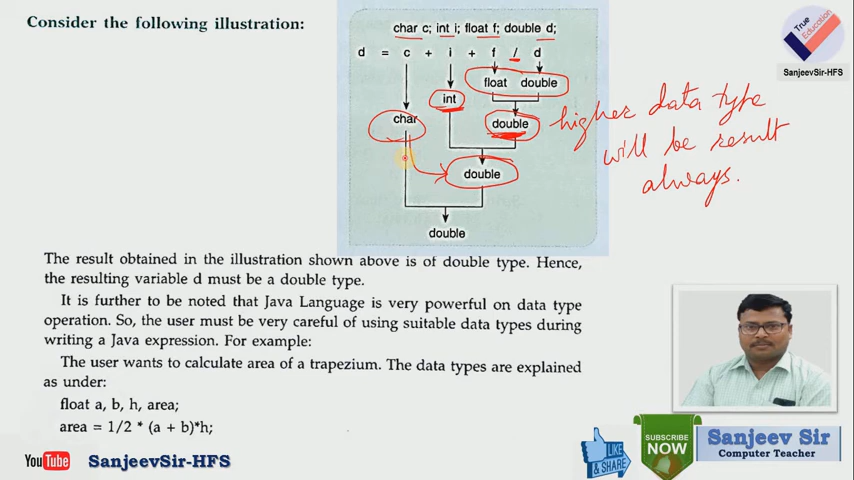 Consider the following illustration:
char c; int i; float f; double d;
d = c + i + f / d
float double
int
char
double
double
double
higher data type
will be result
always.
True
Education
SanjeevSir-HFS
The result obtained in the illustration shown above is of double type. Hence,
the resulting variable d must be a double type.
It is further to be noted that Java Language is very powerful on data type
operation. So, the user must be very careful of using suitable data types during
writing a Java expression. For example:
The user wants to calculate area of a trapezium. The data types are explained
as under:
float a, b, h, area;
area = 1/2 * (a + b)*h;
YouTube SanjeevSir-HFS
LIKE
& SHARE
SUBSCRIBE
NOW
Sanjeev Sir
Computer Teacher